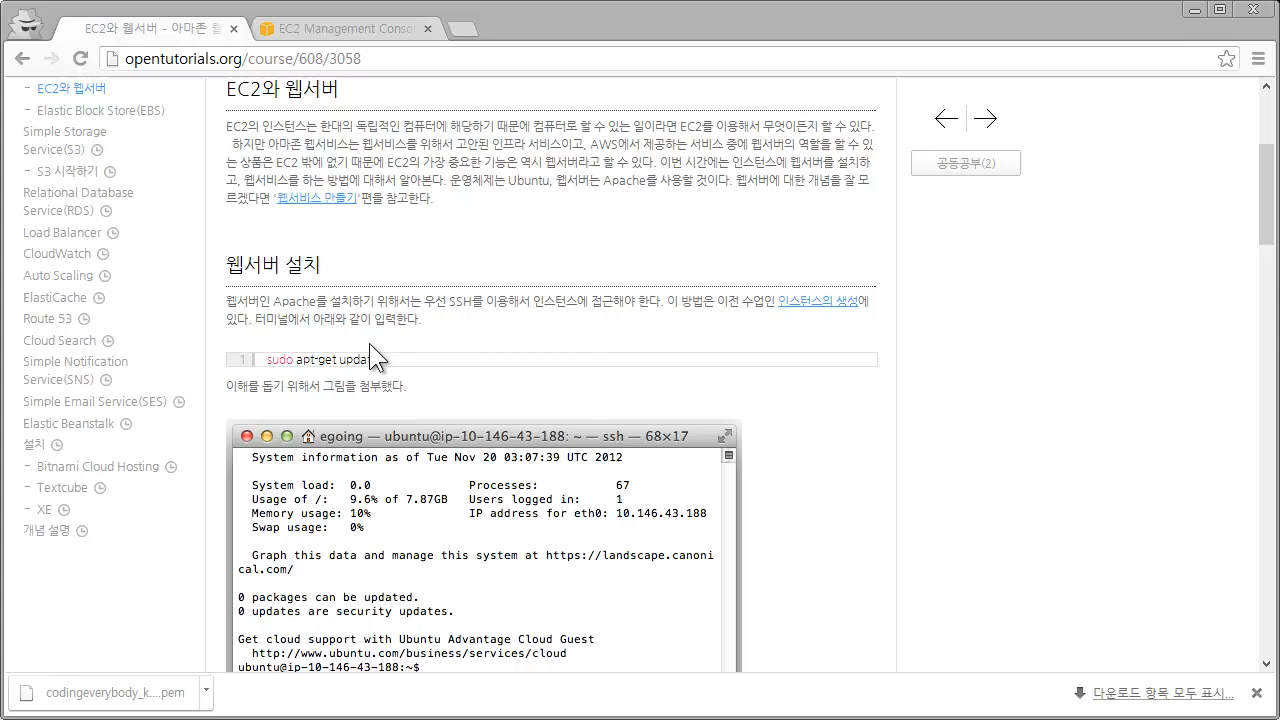 EC2와 웹서버 - 아마존 웹
EC2 Management Consol
opentutorials.org/course/608/3058
- EC2와 웹서버
- Elastic Block Store(EBS)
Simple Storage
Service(S3)
- S3 시작하기
Relational Database
Service(RDS)
Load Balancer
CloudWatch
Auto Scaling
ElastiCache
Route 53
Cloud Search
Simple Notification
Service(SNS)
Simple Email Service(SES)
Elastic Beanstalk
설치
- Bitnami Cloud Hosting
- Textcube
- XE
개념 설명
EC2와 웹서버
EC2의 인스턴스는 한대의 독립적인 컴퓨터에 해당하기 때문에 컴퓨터로 할 수 있는 일이라면 EC2를 이용해서 무엇이든지 할 수 있다.
하지만 아마존 웹서비스는 웹서비스를 위해서 고안된 인프라 서비스이고, AWS에서 제공하는 서비스 중에 웹서버의 역할을 할 수 있
는 상품은 EC2 밖에 없기 때문에 EC2의 가장 중요한 기능은 역시 웹서버라고 할 수 있다. 이번 시간에는 인스턴스에 웹서버를 설치하
고, 웹서비스를 하는 방법에 대해서 알아본다. 운영체제는 Ubuntu, 웹서버는 Apache를 사용할 것이다. 웹서버에 대한 개념을 잘 모
르겠다면 '웹서비스 만들기'편을 참고한다.
웹서버 설치
웹서버인 Apache를 설치하기 위해서는 우선 SSH를 이용해서 인스턴스에 접근해야 한다. 이 방법은 이전 수업인 인스턴스의 생성에
있다. 터미널에서 아래와 같이 입력한다.
1 sudo apt-get updat
이해를 돕기 위해서 그림을 첨부했다.
egoing — ubuntu@ip-10-146-43-188: ~ — ssh — 68×17
System information as of Tue Nov 20 03:07:39 UTC 2012
System load: 0.0 Processes: 67
Usage of /: 9.6% of 7.87GB Users logged in: 1
Memory usage: 10% IP address for eth0: 10.146.43.188
Swap usage: 0%
Graph this data and manage this system at https://landscape.canoni
cal.com/
0 packages can be updated.
0 updates are security updates.
Get cloud support with Ubuntu Advantage Cloud Guest
http://www.ubuntu.com/business/services/cloud
ubuntu@ip-10-146-43-188:~$
공동공부(2)
codingeverybody_k....pem
다운로드 항목 모두 표시...